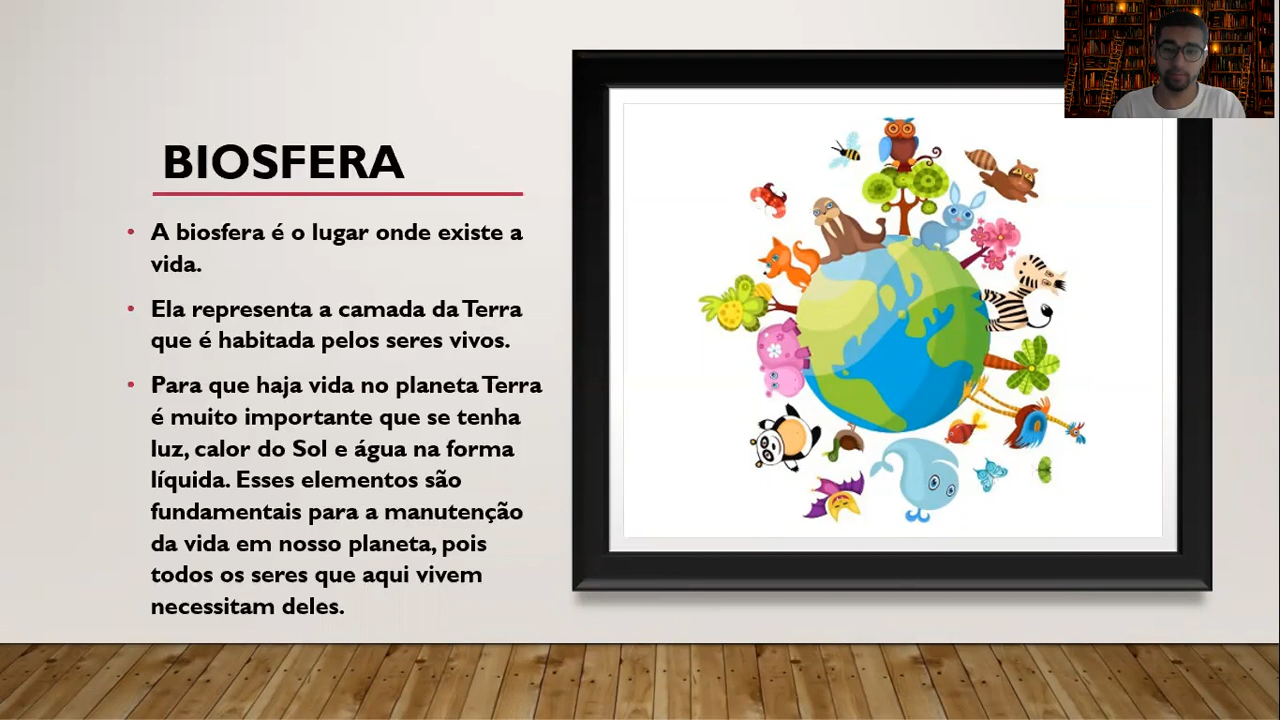 BIOSFERA
• A biosfera é o lugar onde existe a
vida.
• Ela representa a camada da Terra
que é habitada pelos seres vivos.
• Para que haja vida no planeta Terra
é muito importante que se tenha
luz, calor do Sol e água na forma
líquida. Esses elementos são
fundamentais para a manutenção
da vida em nosso planeta, pois
todos os seres que aqui vivem
necessitam deles.